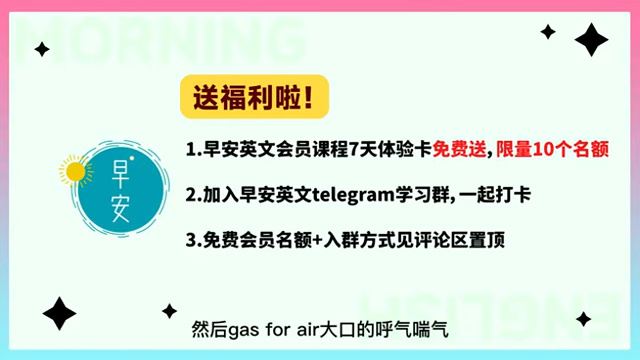 MORNING
送福利啦!
1.早安英文会员课程7天体验卡免费送,限量10个名额
早安
2.加入早安英文telegram学习群,一起打卡
3.免费会员名额+入群方式见评论区置顶
ENGLISH
然后gas for air大口的呼气喘气